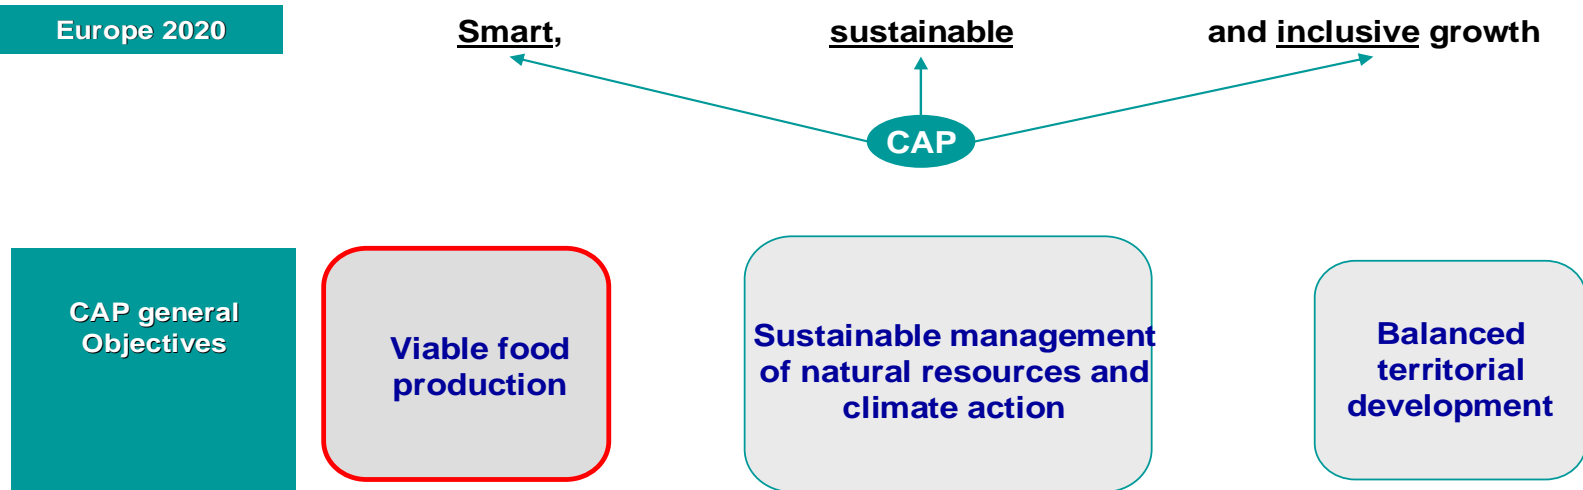 Europe 2020
Smart,
sustainable
and inclusive growth
CAP
CAP general
Objectives
Viable food
production
Sustainable management
of natural resources and
climate action
Balanced
territorial
development